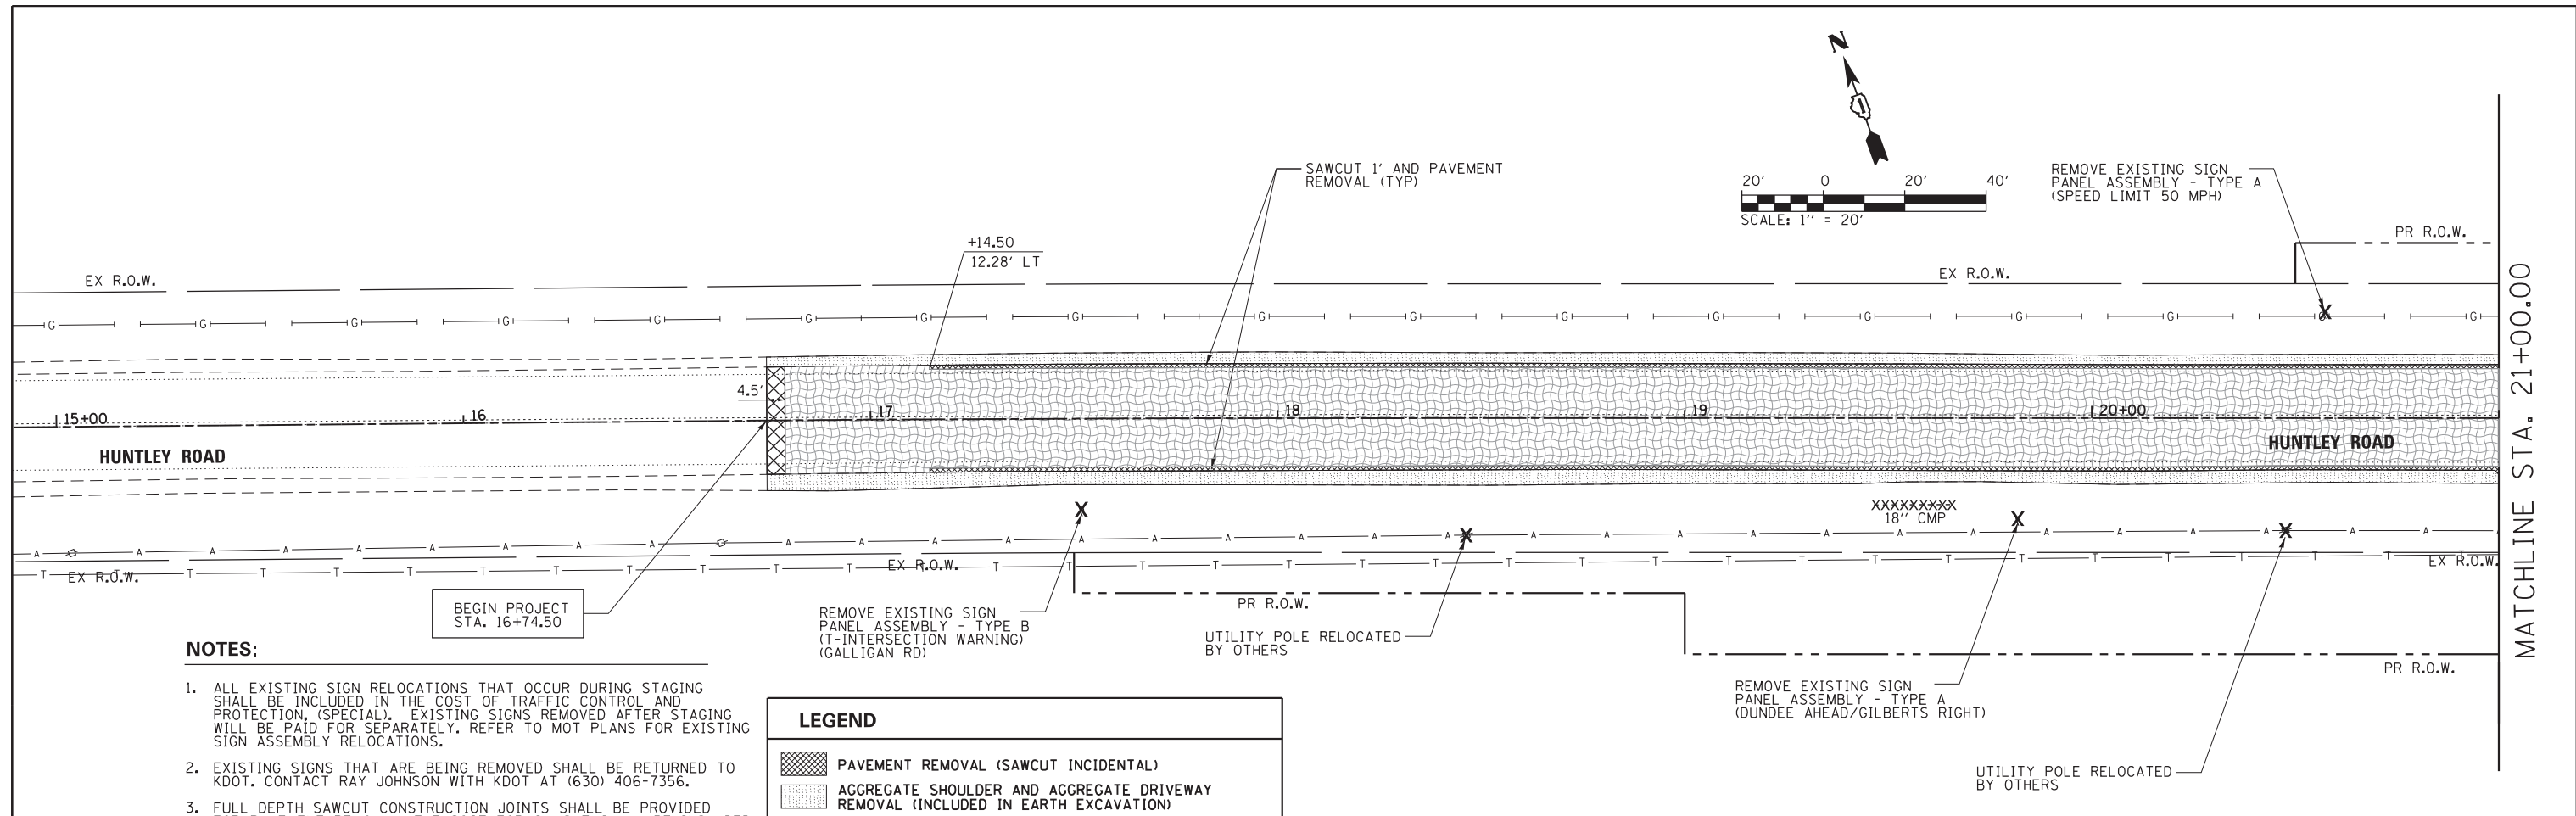 N
SAWCUT 1' AND PAVEMENT
REMOVAL (TYP)
20' 0 20' 40'
SCALE: 1'' = 20'
REMOVE EXISTING SIGN
PANEL ASSEMBLY - TYPE A
(SPEED LIMIT 50 MPH)
PR R.O.W.
+14.50
12.28' LT
EX R.O.W.
EX R.O.W.
G G G G G G G G G G G G G G G G G
MATCHLINE STA. 21+00.00
4.5'
15+00 16 17 18 19 20+00
HUNTLEY ROAD
HUNTLEY ROAD
XXXXXXXXX
18'' CMP
X X X X X
A A A A A A A A A A A A A A A A A A A A A A A A A A A A A A A
EX R.O.W.
EX R.O.W.
EX R.O.W.
T T T T T T T T T T T T T T T T T T T T T T T T T T T T T T T T
BEGIN PROJECT
STA. 16+74.50
REMOVE EXISTING SIGN
PANEL ASSEMBLY - TYPE B
(T-INTERSECTION WARNING)
(GALLIGAN RD)
PR R.O.W.
UTILITY POLE RELOCATED
BY OTHERS
PR R.O.W.
REMOVE EXISTING SIGN
PANEL ASSEMBLY - TYPE A
(DUNDEE AHEAD/GILBERTS RIGHT)
UTILITY POLE RELOCATED
BY OTHERS
NOTES:
1. ALL EXISTING SIGN RELOCATIONS THAT OCCUR DURING STAGING
SHALL BE INCLUDED IN THE COST OF TRAFFIC CONTROL AND
PROTECTION, (SPECIAL). EXISTING SIGNS REMOVED AFTER STAGING
WILL BE PAID FOR SEPARATELY. REFER TO MOT PLANS FOR EXISTING
SIGN ASSEMBLY RELOCATIONS.
2. EXISTING SIGNS THAT ARE BEING REMOVED SHALL BE RETURNED TO
KDOT. CONTACT RAY JOHNSON WITH KDOT AT (630) 406-7356.
3. FULL DEPTH SAWCUT CONSTRUCTION JOINTS SHALL BE PROVIDED
LEGEND
PAVEMENT REMOVAL (SAWCUT INCIDENTAL)
AGGREGATE SHOULDER AND AGGREGATE DRIVEWAY
REMOVAL (INCLUDED IN EARTH EXCAVATION)